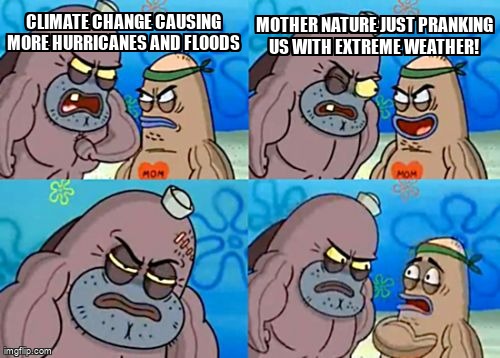 CLIMATE CHANGE CAUSING
MORE HURRICANES AND FLOODS
MOTHER NATURE JUST PRANKING
US WITH EXTREME WEATHER!
MOM
MOM
imgflip.com